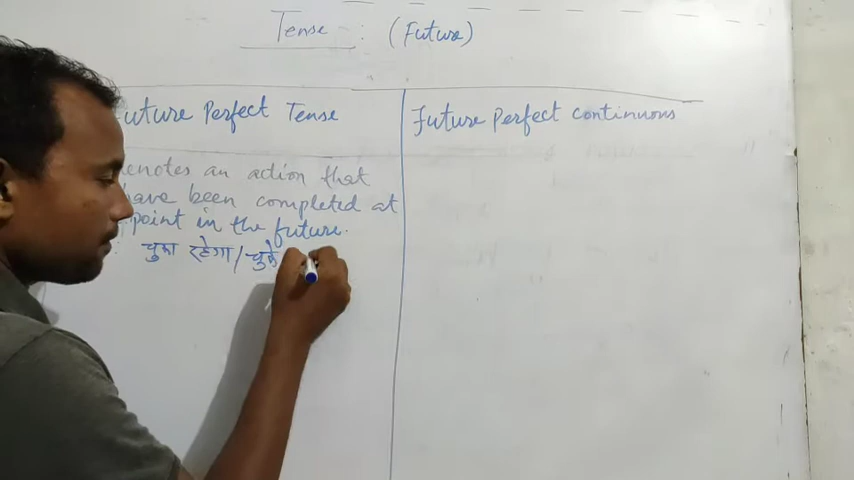 Tense : (Future)
uture Perfect Tense
Future Perfect Continuous
enotes an action that
have been completed at
point in the future.
चुका रहेगा/चुके